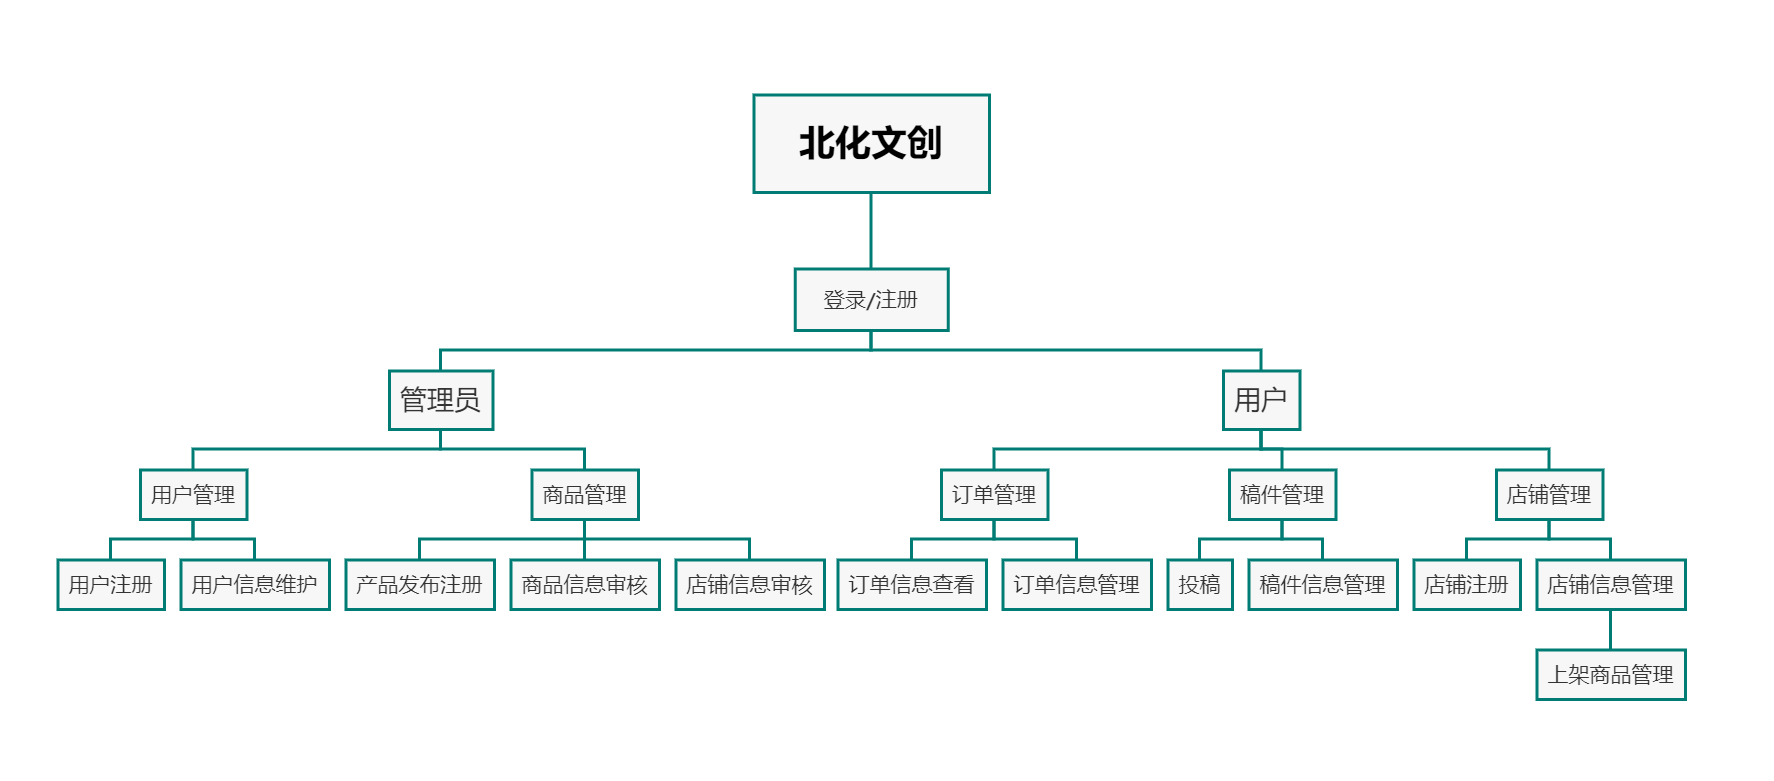 北化文创
登录/注册
管理员
用户
用户管理
商品管理
订单管理
稿件管理
店铺管理
用户注册
用户信息维护
产品发布注册
商品信息审核
店铺信息审核
订单信息查看
订单信息管理
投稿
稿件信息管理
店铺注册
店铺信息管理
上架商品管理